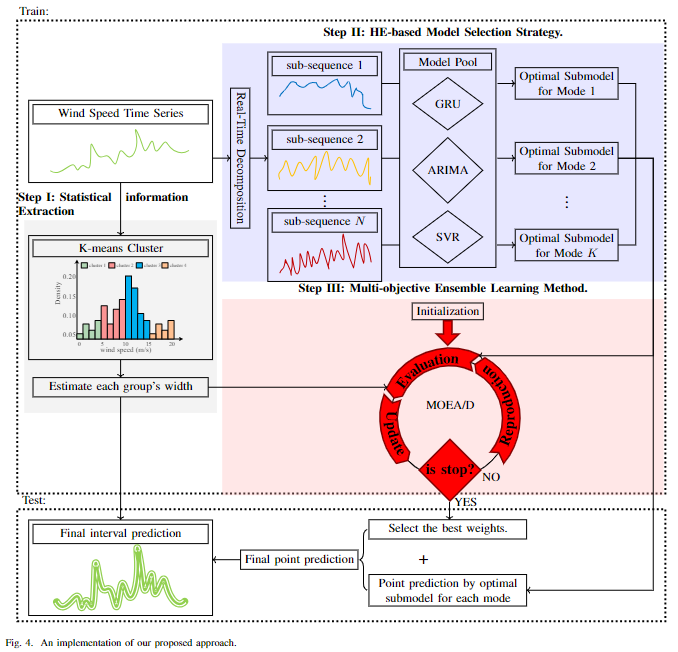 Train:
Step II: HE-based Model Selection Strategy.
Wind Speed Time Series
Real-Time Decomposition
sub-sequence 1
sub-sequence 2
⋮
sub-sequence N
Model Pool
GRU
ARIMA
SVR
Optimal Submodel
for Mode 1
Optimal Submodel
for Mode 2
⋮
Optimal Submodel
for Mode K
Step I: Statistical information
Extraction
K-means Cluster
cluster 1 cluster 2 cluster 3 cluster 4
Density
0.20
0.15
0.10
0.05
0 5 10 15 20
wind speed (m/s)
Estimate each group's width
Step III: Multi-objective Ensemble Learning Method.
Initialization
Evaluation
Reproduction
MOEA/D
Update
is stop?
NO
YES
Test:
Final interval prediction
Final point prediction
Select the best weights.
+
Point prediction by optimal
submodel for each mode
Fig. 4. An implementation of our proposed approach.